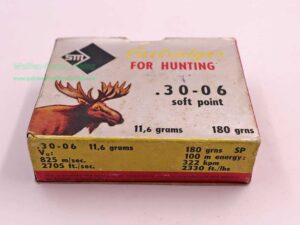 SMI
Cartridges
FOR HUNTING
.30-06
soft point
11,6 grams 180 grns
.30-06 11,6 grams 180 grns SP
V₀: 100 m energy:
825 m/sec. 322 kpm
2705 ft./sec. 2330 ft./lbs